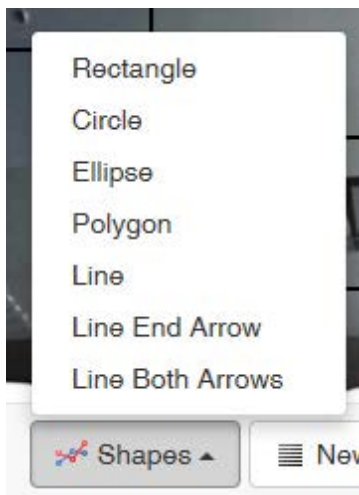 Rectangle
Circle
Ellipse
Polygon
Line
Line End Arrow
Line Both Arrows
Shapes